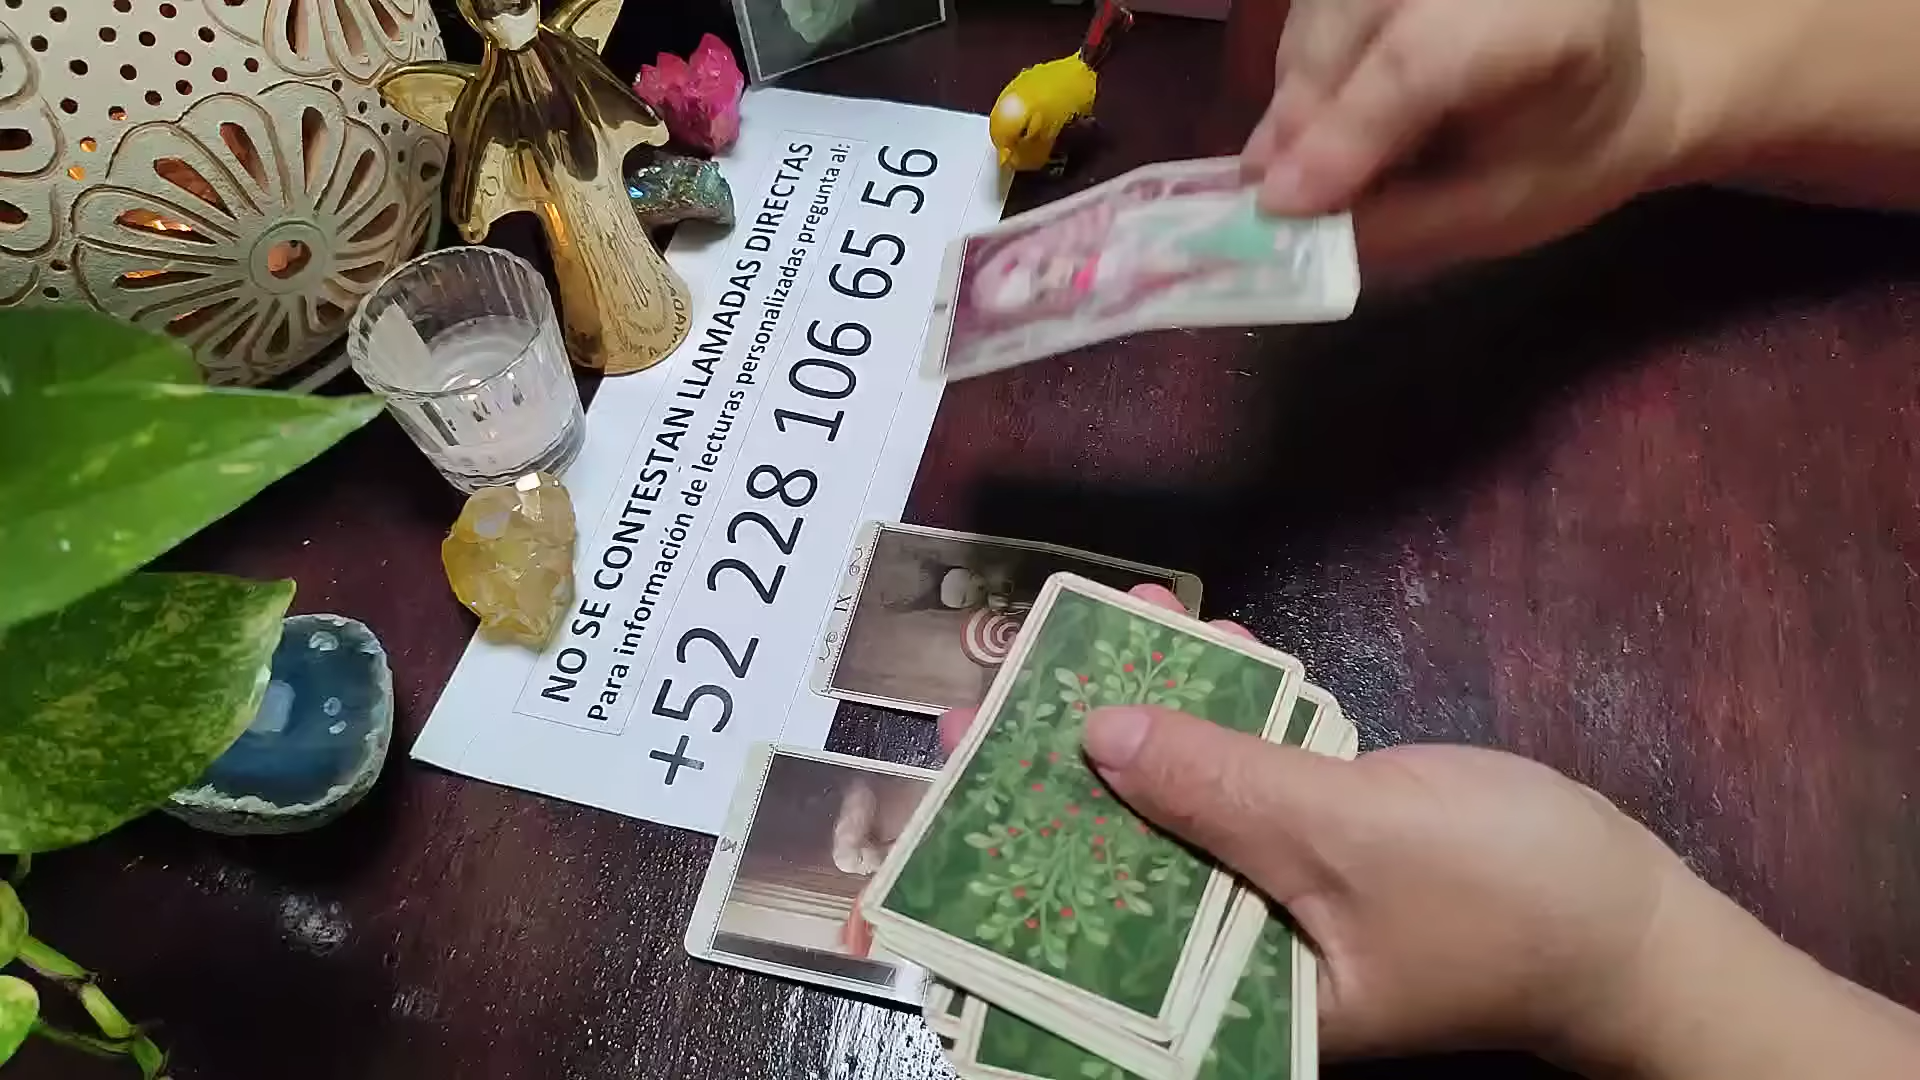 NO SE CONTESTAN LLAMADAS DIRECTAS
Para información de lecturas personalizadas pregunta al:
+52 228 106 65 56
IX